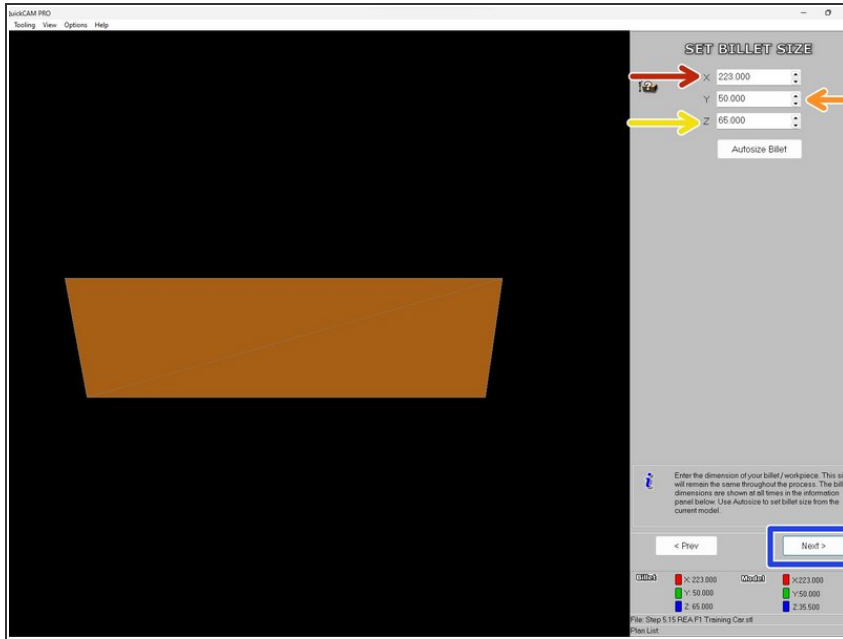 uickCAM PRO
Tooling View Options Help
SET BILLET SIZE
X 223.000
Y 50.000
Z 65.000
Autosize Billet
Enter the dimension of your billet / workpiece. This si
will remain the same throughout the process. The bill
dimensions are shown at all times in the information
panel below. Use Autosize to set billet size from the
current model.
< Prev Next >
Billet X: 223.000 Model X:223.000
Y: 50.000 Y:50.000
Z: 65.000 Z:35.500
File: Step 5.15 REA F1 Training Car.stl
Plan List: